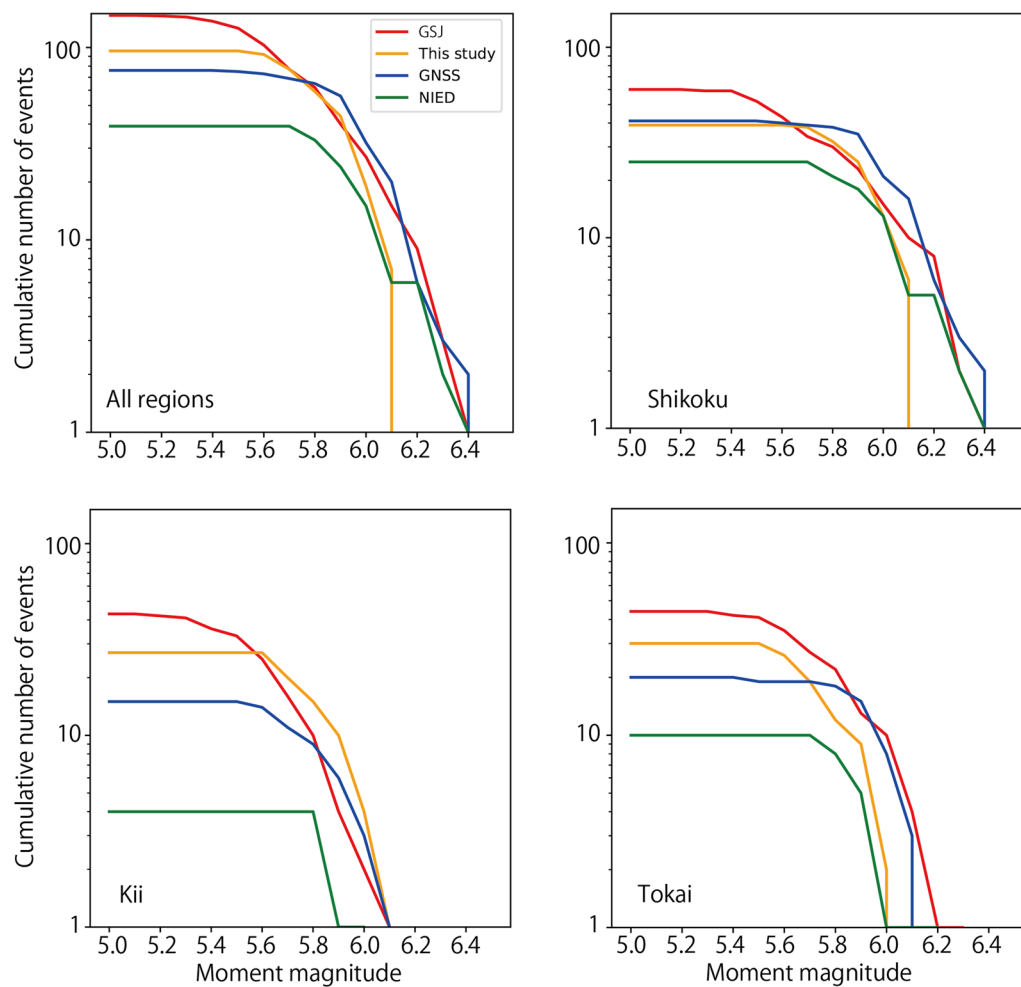 Cumulative number of events
100
10
1
GSJ
This study
GNSS
NIED
All regions
5.0 5.2 5.4 5.6 5.8 6.0 6.2 6.4
100
10
1
Shikoku
5.0 5.2 5.4 5.6 5.8 6.0 6.2 6.4
Cumulative number of events
100
10
1
Kii
5.0 5.2 5.4 5.6 5.8 6.0 6.2 6.4
Moment magnitude
100
10
1
Tokai
5.0 5.2 5.4 5.6 5.8 6.0 6.2 6.4
Moment magnitude